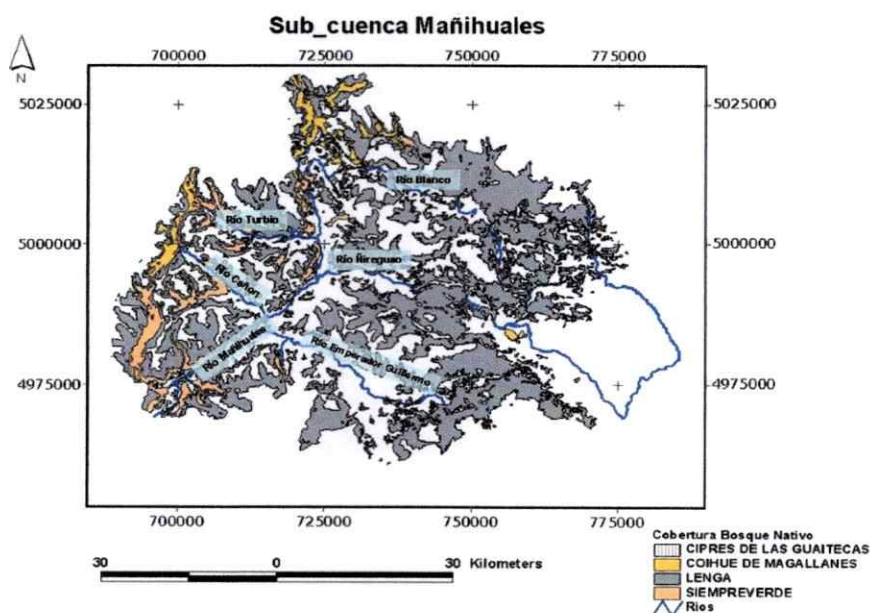 Sub_cuenca Mañihuales
700000 725000 750000 775000
N
5025000 5025000
Río Blanco
Río Turbio
5000000 5000000
Río Ñireguao
Río Cañon
Río Mañihuales
Río Emperador Guillermo
4975000 4975000
700000 725000 750000 775000
30 0 30 Kilometers
Cobertura Bosque Nativo
CIPRES DE LAS GUAITECAS
COIHUE DE MAGALLANES
LENGA
SIEMPREVERDE
Rios